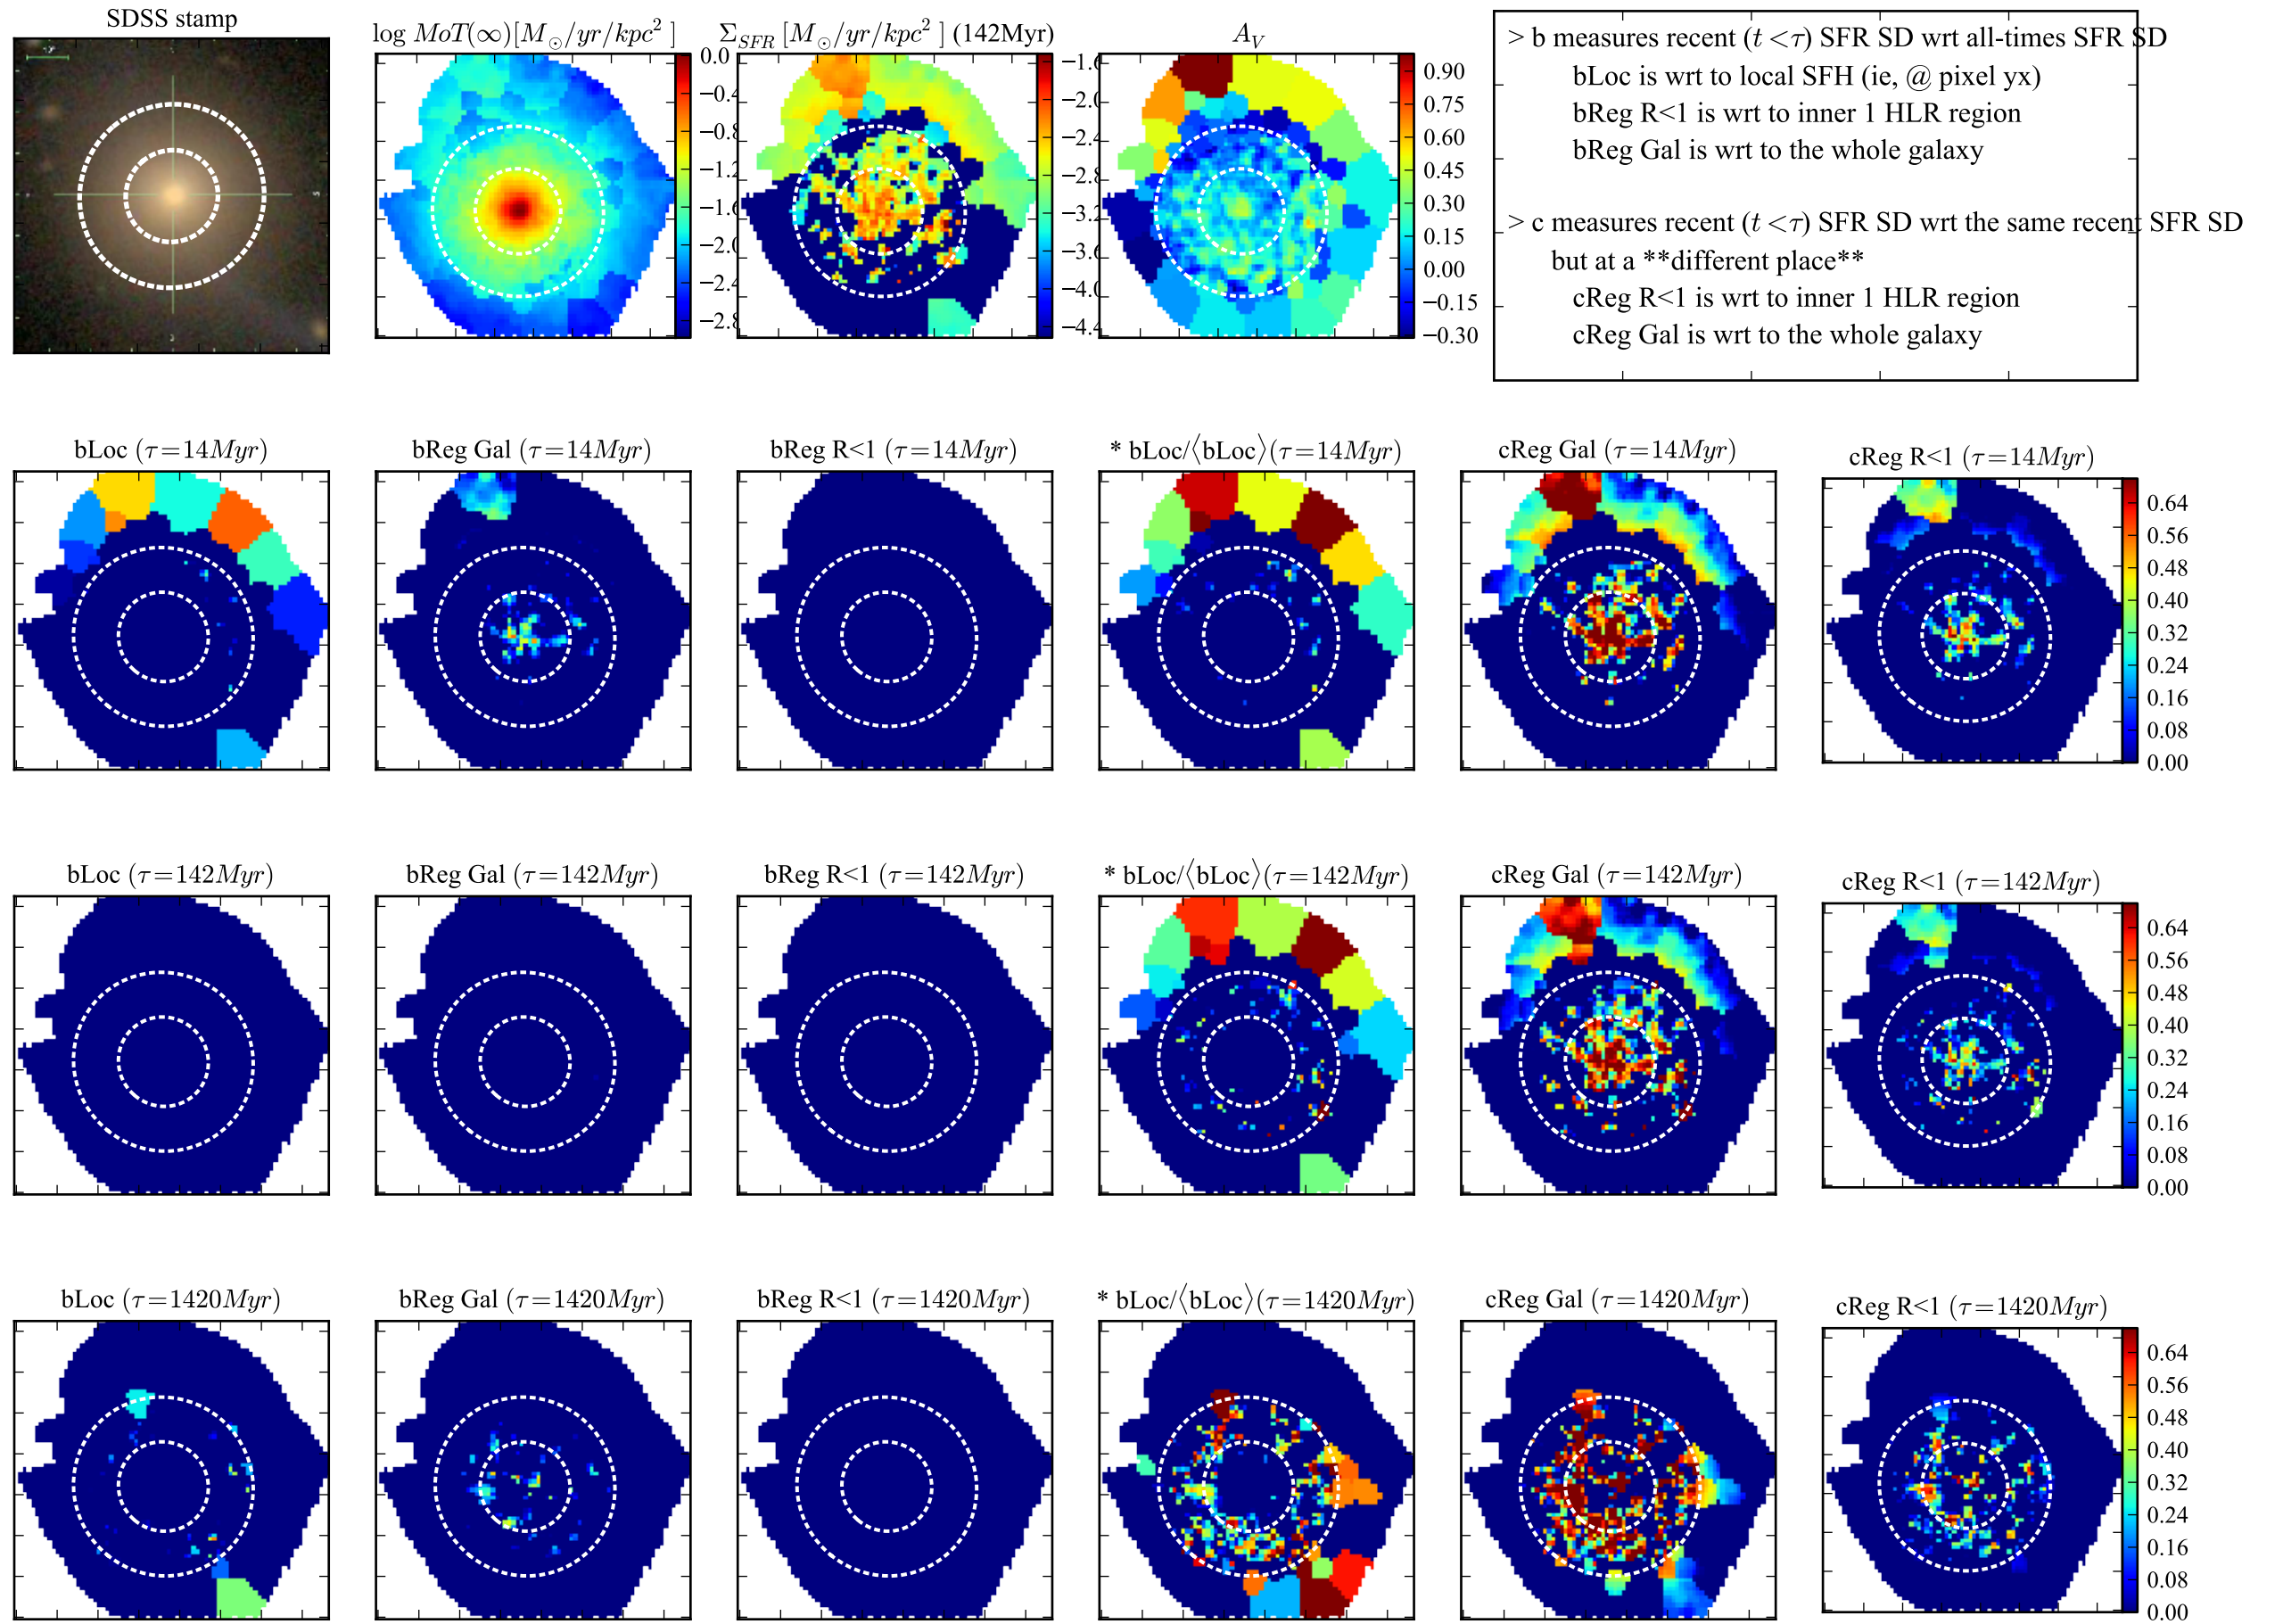 SDSS stamp
log MoT(∞)[M⊙/yr/kpc²]
Σ_SFR [M⊙/yr/kpc²] (142Myr)
A_V
0.0
−0.4
−0.8
−1.2
−1.6
−2.0
−2.4
−2.8
−1.6
−2.0
−2.4
−2.8
−3.2
−3.6
−4.0
−4.4
0.90
0.75
0.60
0.45
0.30
0.15
0.00
−0.15
−0.30
> b measures recent (t <τ) SFR SD wrt all-times SFR SD
bLoc is wrt to local SFH (ie, @ pixel yx)
bReg R<1 is wrt to inner 1 HLR region
bReg Gal is wrt to the whole galaxy
> c measures recent (t <τ) SFR SD wrt the same recent SFR SD
but at a **different place**
cReg R<1 is wrt to inner 1 HLR region
cReg Gal is wrt to the whole galaxy
bLoc (τ=14Myr)
bReg Gal (τ=14Myr)
bReg R<1 (τ=14Myr)
* bLoc/⟨bLoc⟩(τ=14Myr)
cReg Gal (τ=14Myr)
cReg R<1 (τ=14Myr)
0.64
0.56
0.48
0.40
0.32
0.24
0.16
0.08
0.00
bLoc (τ=142Myr)
bReg Gal (τ=142Myr)
bReg R<1 (τ=142Myr)
* bLoc/⟨bLoc⟩(τ=142Myr)
cReg Gal (τ=142Myr)
cReg R<1 (τ=142Myr)
0.64
0.56
0.48
0.40
0.32
0.24
0.16
0.08
0.00
bLoc (τ=1420Myr)
bReg Gal (τ=1420Myr)
bReg R<1 (τ=1420Myr)
* bLoc/⟨bLoc⟩(τ=1420Myr)
cReg Gal (τ=1420Myr)
cReg R<1 (τ=1420Myr)
0.64
0.56
0.48
0.40
0.32
0.24
0.16
0.08
0.00